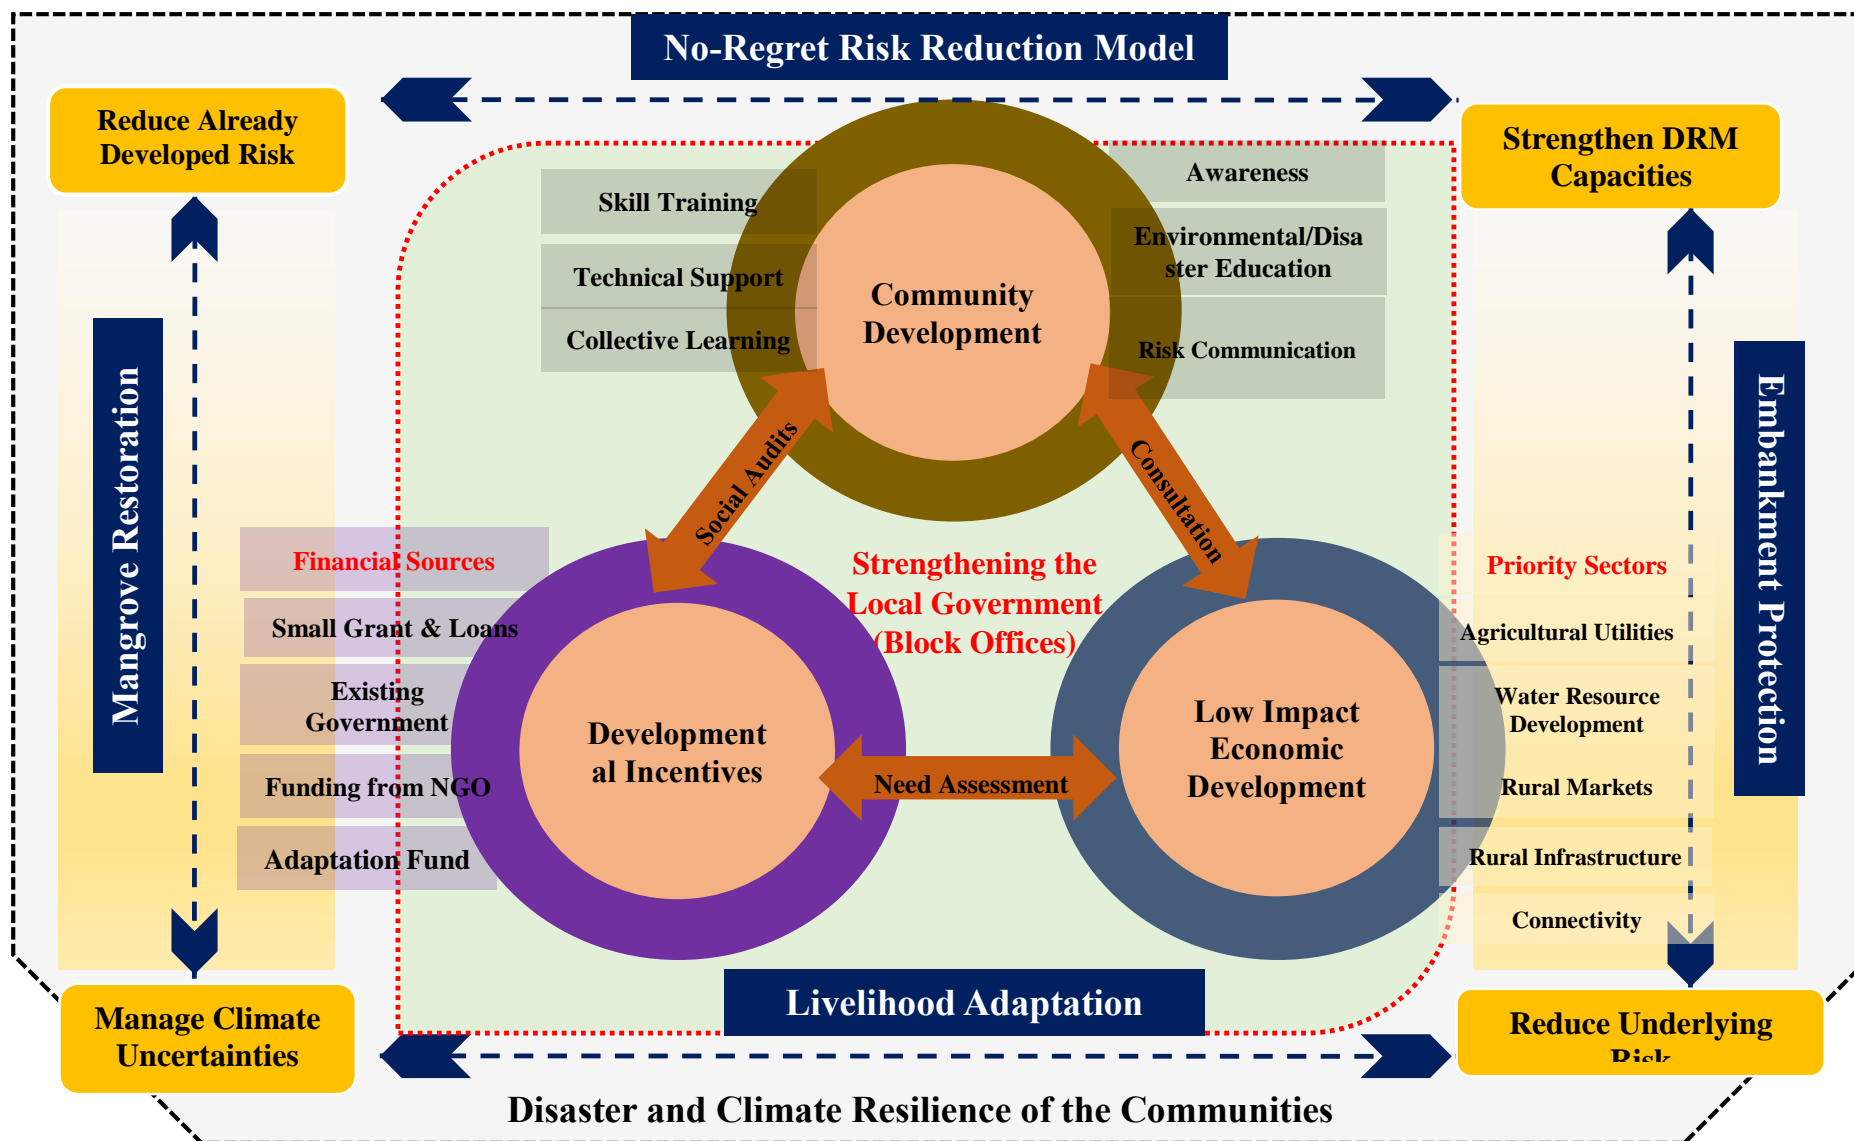 No-Regret Risk Reduction Model
Reduce Already
Developed Risk
Strengthen DRM
Capacities
Skill Training
Technical Support
Collective Learning
Community
Development
Awareness
Environmental/Disa
ster Education
Risk Communication
Mangrove Restoration
Embankment Protection
Social Audits
Consultation
Financial Sources
Small Grant & Loans
Existing
Government
Funding from NGO
Adaptation Fund
Strengthening the
Local Government
(Block Offices)
Priority Sectors
Agricultural Utilities
Water Resource
Development
Rural Markets
Rural Infrastructure
Connectivity
Development
al Incentives
Need Assessment
Low Impact
Economic
Development
Livelihood Adaptation
Manage Climate
Uncertainties
Reduce Underlying
Risk
Disaster and Climate Resilience of the Communities